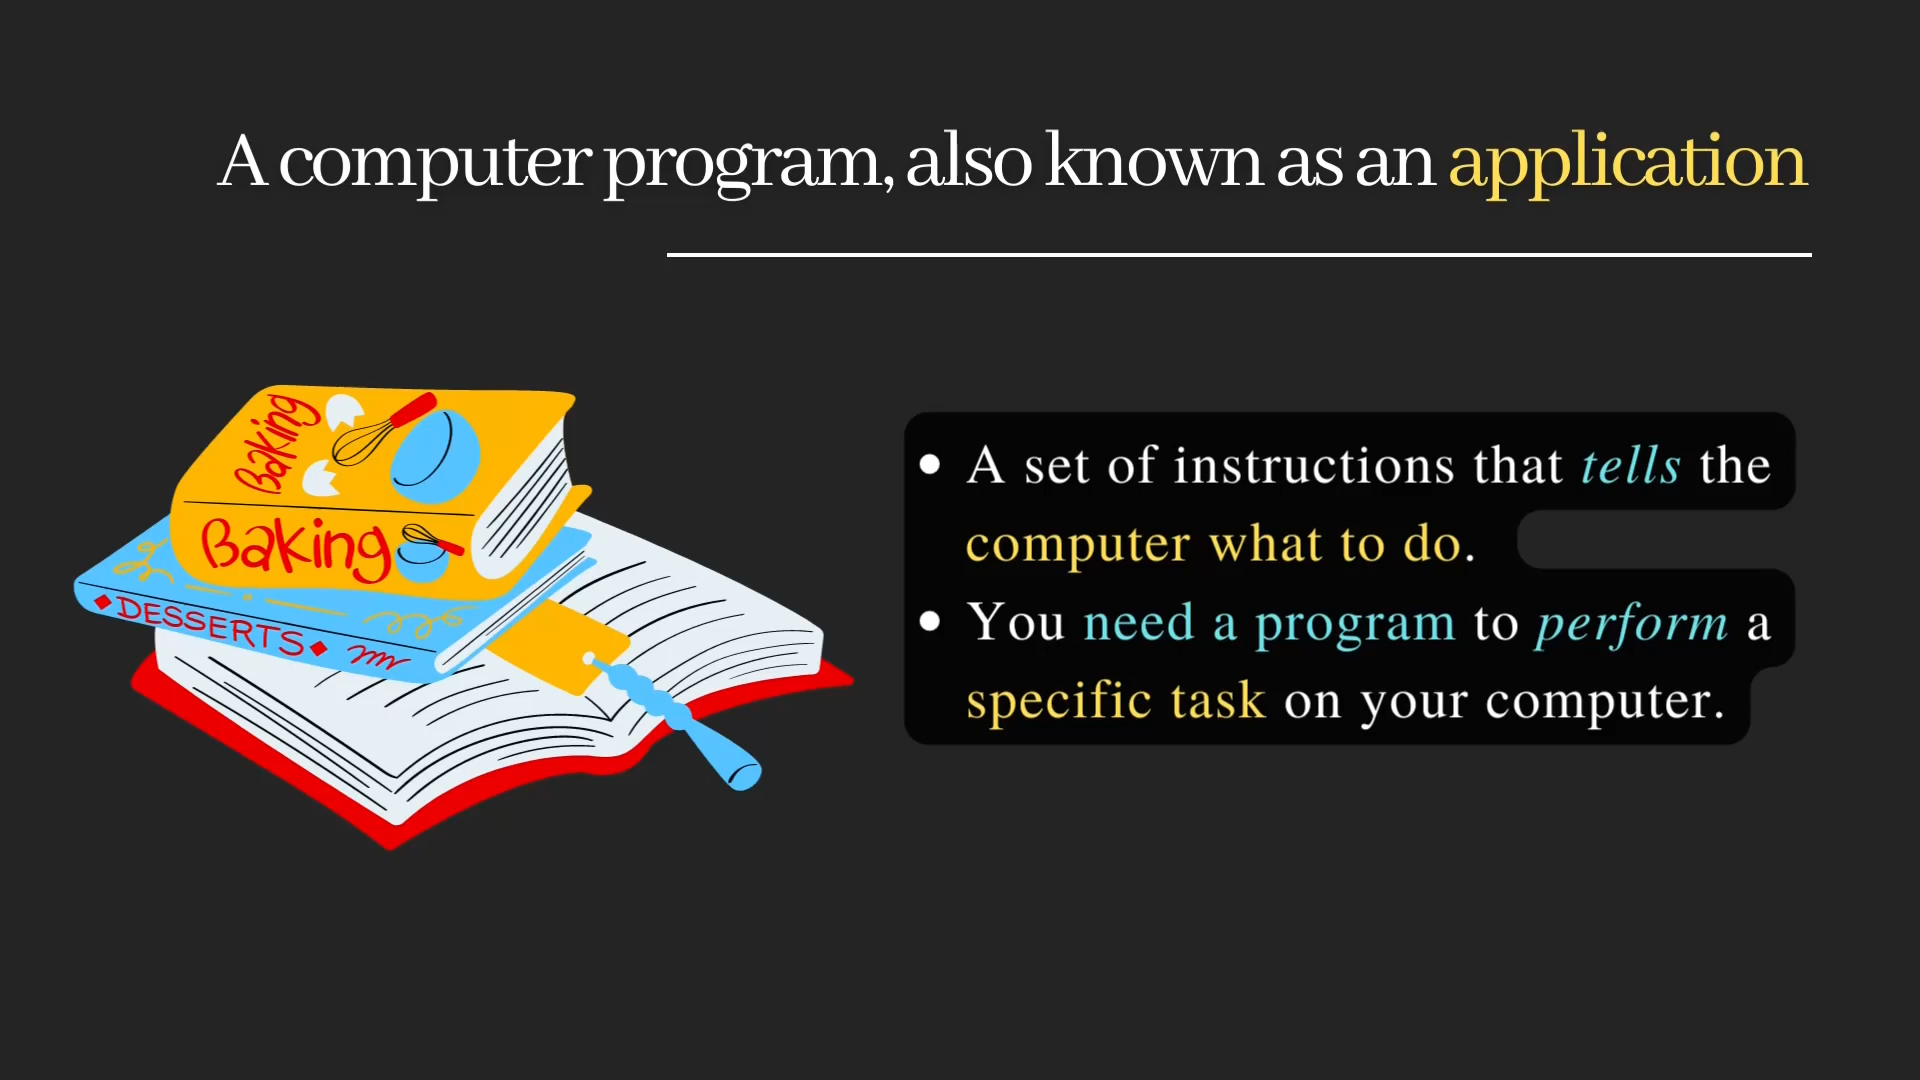 A computer program, also known as an application
Baking
Baking
DESSERTS
• A set of instructions that tells the
computer what to do.
• You need a program to perform a
specific task on your computer.